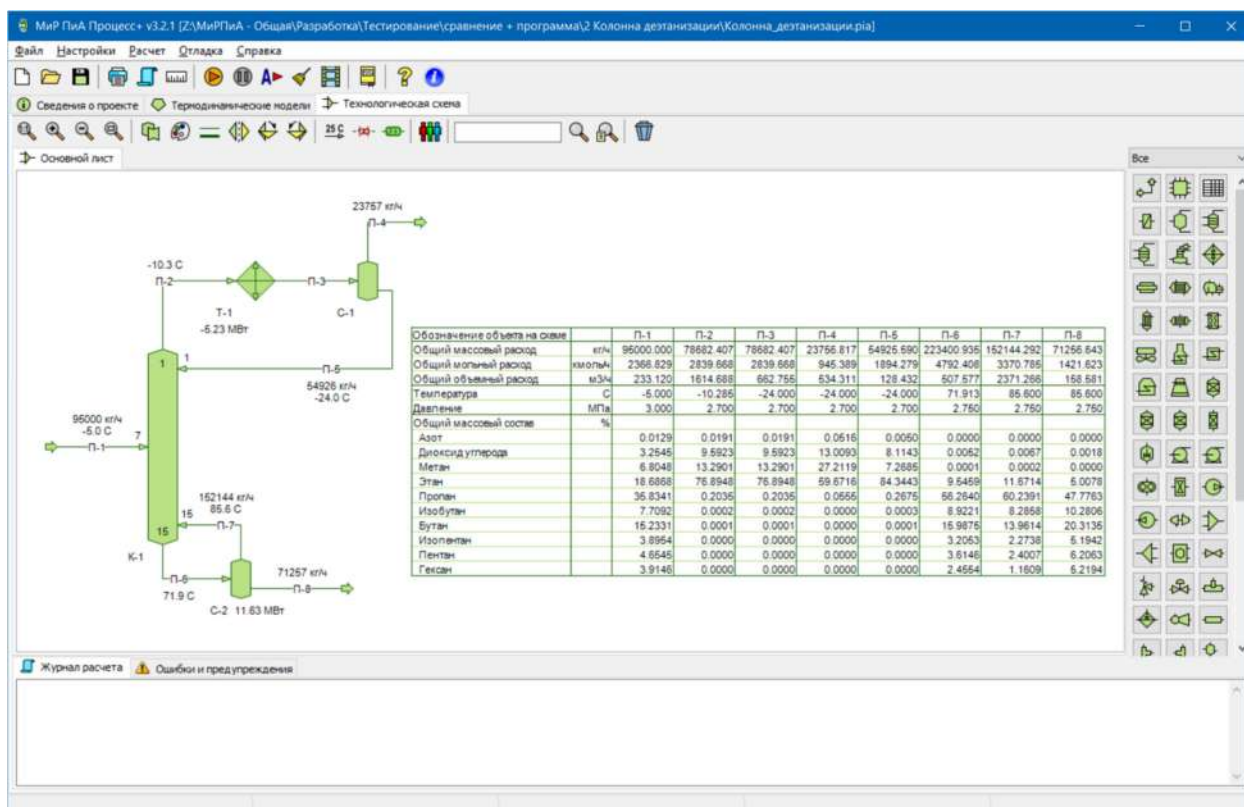 МиР ПиА Процесс+ v3.2.1 [Z:\МиРПиА - Общая\Разработка\Тестирование\сравнение + программа\2 Колонна деэтанизации\Колонна_деэтанизации.pia]
Файл Настройки Расчет Отладка Справка
Сведения о проекте Термодинамические модели Технологическая схема
25 C
Основной лист
Все
23757 кг/ч
П-4
-10.3 C
П-2
П-3
Т-1
С-1
-5.23 МВт
1
1
П-5
54926 кг/ч
-24.0 C
95000 кг/ч
-5.0 C
7
П-1
152144 кг/ч
85.6 C
15
15
П-7
К-1
П-6
71257 кг/ч
П-8
71.9 C
С-2 11.63 МВт
Обозначение объекта на схеме П-1 П-2 П-3 П-4 П-5 П-6 П-7 П-8
Общий массовый расход кг/ч 95000.000 78682.407 78682.407 23756.817 54925.590 223400.935 152144.292 71256.643
Общий мольный расход кмоль/ч 2366.829 2839.668 2839.668 945.389 1894.279 4792.408 3370.785 1421.623
Общий объемный расход м3/ч 233.120 1614.688 662.755 534.311 128.432 507.577 2371.266 158.581
Температура C -5.000 -10.285 -24.000 -24.000 -24.000 71.913 85.600 85.600
Давление МПа 3.000 2.700 2.700 2.700 2.700 2.750 2.750 2.750
Общий массовый состав %
Азот 0.0129 0.0191 0.0191 0.0516 0.0050 0.0000 0.0000 0.0000
Диоксид углерода 3.2545 9.5923 9.5923 13.0093 8.1143 0.0052 0.0067 0.0018
Метан 6.8048 13.2901 13.2901 27.2119 7.2685 0.0001 0.0002 0.0000
Этан 18.6868 76.8948 76.8948 59.6716 84.3443 9.5459 11.6714 5.0078
Пропан 35.8341 0.2035 0.2035 0.0555 0.2675 56.2640 60.2391 47.7763
Изобутан 7.7092 0.0002 0.0002 0.0000 0.0003 8.9221 8.2858 10.2806
Бутан 15.2331 0.0001 0.0001 0.0000 0.0001 15.9875 13.9614 20.3135
Изопентан 3.8954 0.0000 0.0000 0.0000 0.0000 3.2053 2.2738 5.1942
Пентан 4.6545 0.0000 0.0000 0.0000 0.0000 3.6146 2.4007 6.2063
Гексан 3.9146 0.0000 0.0000 0.0000 0.0000 2.4554 1.1609 5.2194
Журнал расчета Ошибки и предупреждения